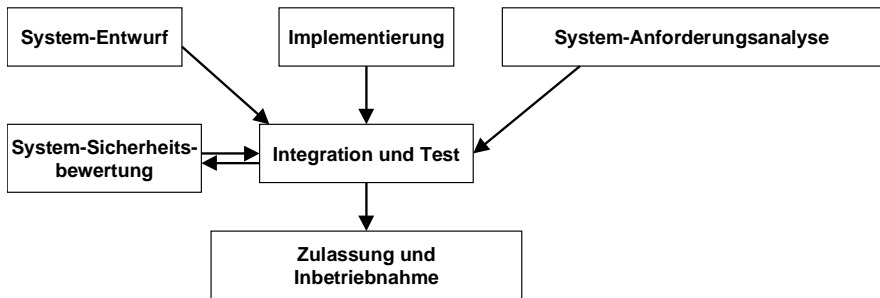 System-Entwurf
Implementierung
System-Anforderungsanalyse
System-Sicherheits-
bewertung
Integration und Test
Zulassung und
Inbetriebnahme